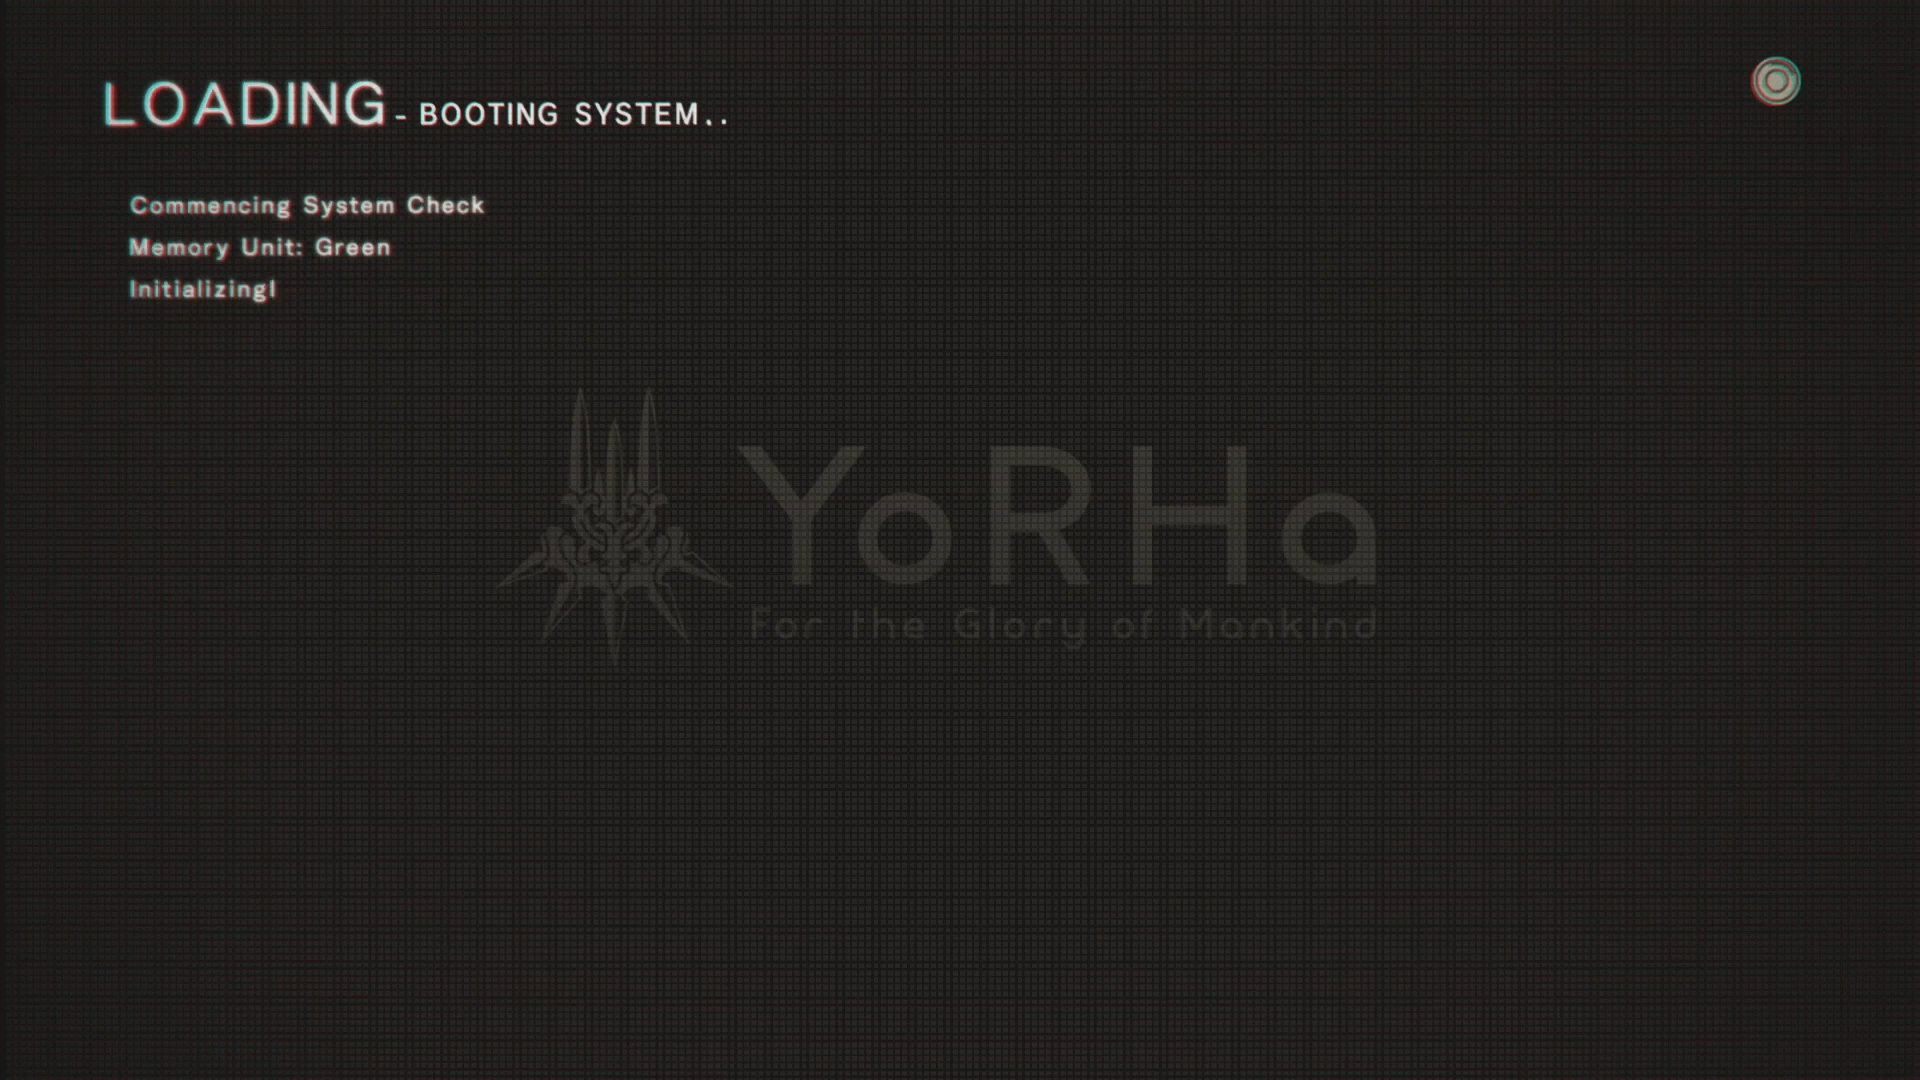 LOADING - BOOTING SYSTEM..
Commencing System Check
Memory Unit: Green
Initializing
YoRHa
For the Glory of Mankind